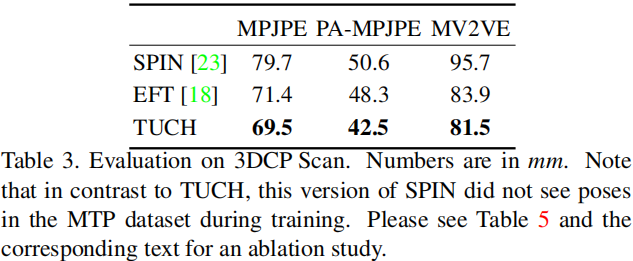 MPJPE PA-MPJPE MV2VE
SPIN [23] 79.7 50.6 95.7
EFT [18] 71.4 48.3 83.9
TUCH 69.5 42.5 81.5
Table 3. Evaluation on 3DCP Scan. Numbers are in mm. Note
that in contrast to TUCH, this version of SPIN did not see poses
in the MTP dataset during training. Please see Table 5 and the
corresponding text for an ablation study.